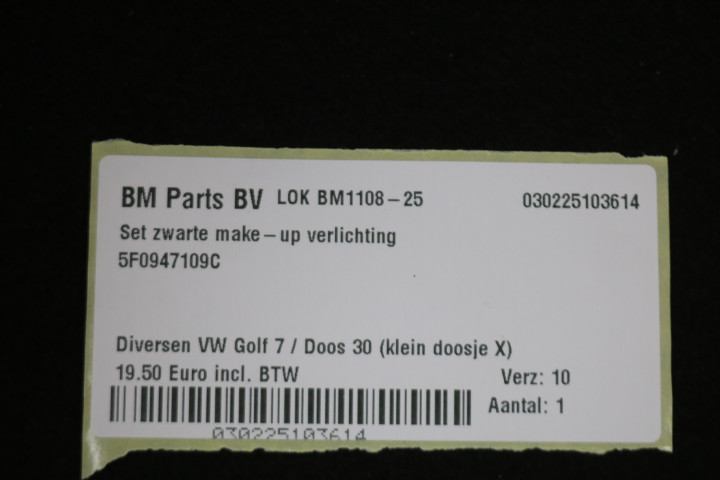 BM Parts BV LOK BM1108-25 030225103614
Set zwarte make-up verlichting
5F0947109C
Diversen VW Golf 7 / Doos 30 (klein doosje X)
19.50 Euro incl. BTW Verz: 10
Aantal: 1
030225103614